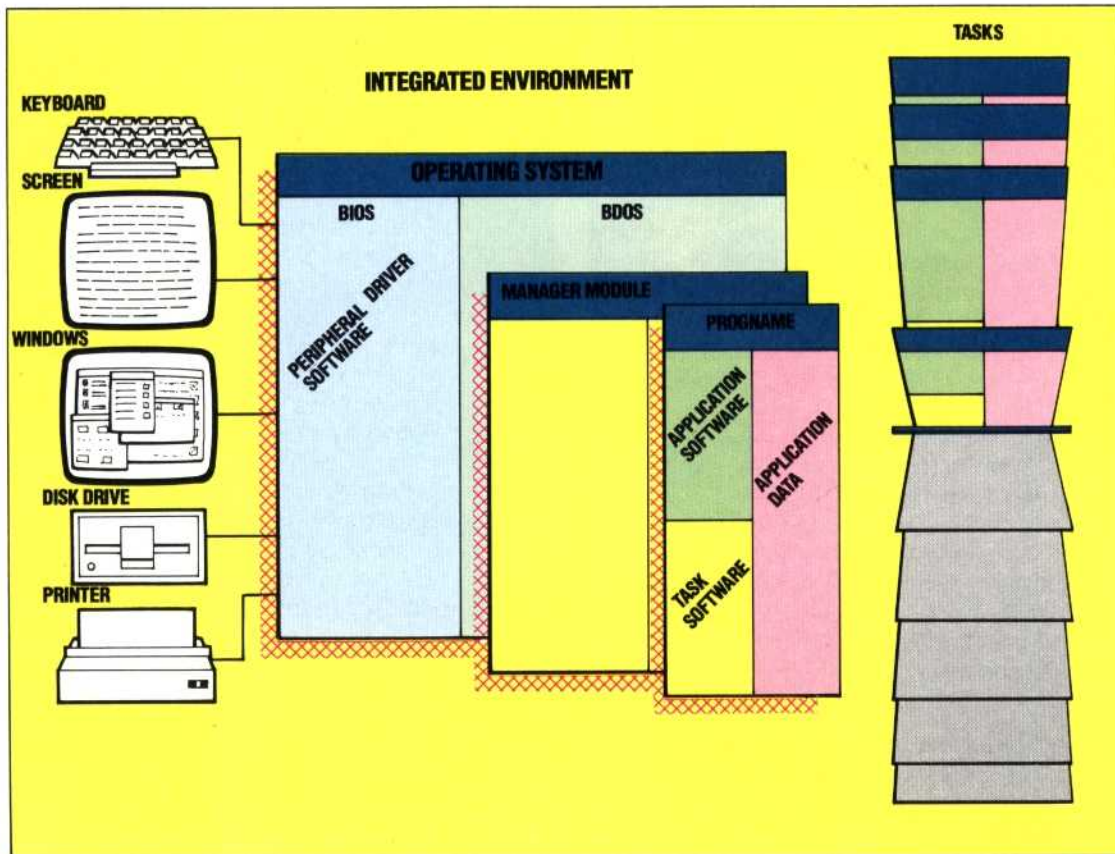 TASKS
INTEGRATED ENVIRONMENT
KEYBOARD
SCREEN
WINDOWS
DISK DRIVE
PRINTER
OPERATING SYSTEM
BIOS
BDOS
PERIPHERAL DRIVER
SOFTWARE
MANAGER MODULE
PROGNAME
APPLICATION
SOFTWARE
APPLICATION
DATA
TASK
SOFTWARE